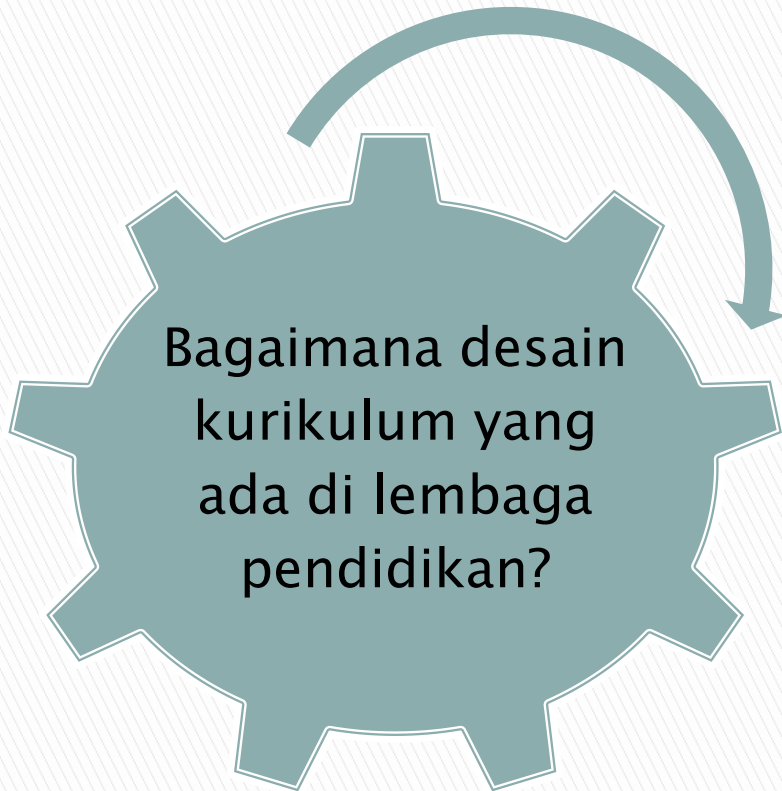 Bagaimana desain
kurikulum yang
ada di lembaga
pendidikan?